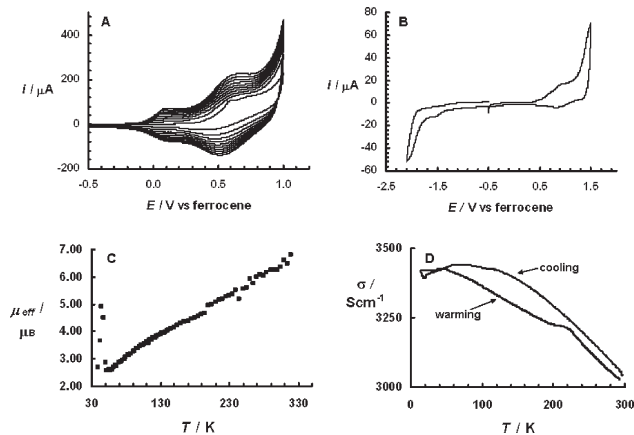 A
400
200
0
-200
i / µA
-0.5
0.0
0.5
1.0
E / V vs ferrocene
B
80
60
40
20
0
-20
-40
-60
i / µA
-2.5
-1.5
-0.5
0.5
1.5
E / V vs ferrocene
C
7.00
6.00
5.00
4.00
3.00
2.00
µeff /
µB
30
130
230
330
T / K
D
3500
3250
3000
σ /
Scm-1
cooling
warming
0
100
200
300
T / K